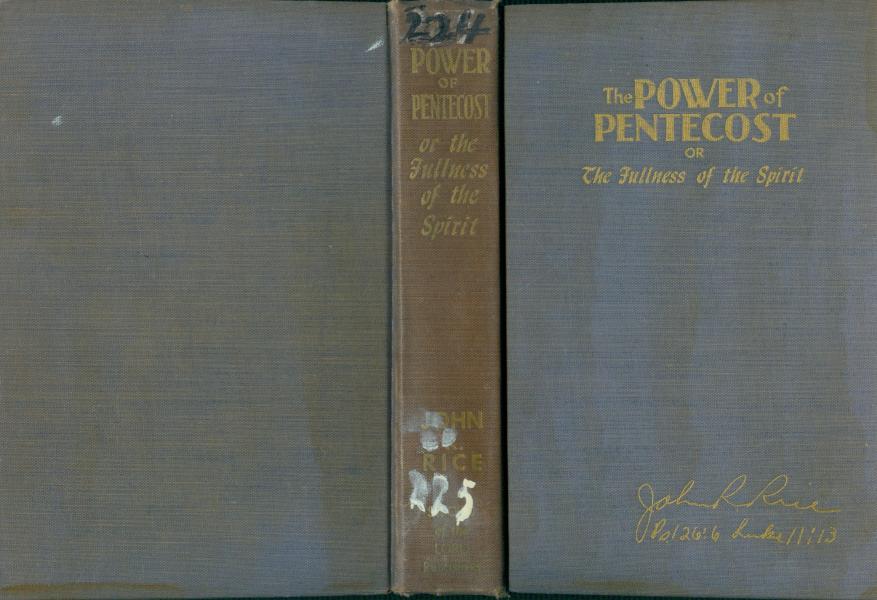 224
POWER
OF
PENTECOST
or the
Fullness
of the
Spirit
JOHN
R.
RICE
225
The POWER of
PENTECOST
OR
The Fullness of the Spirit
John R Rice
Ps 126:6 Luke 11:13